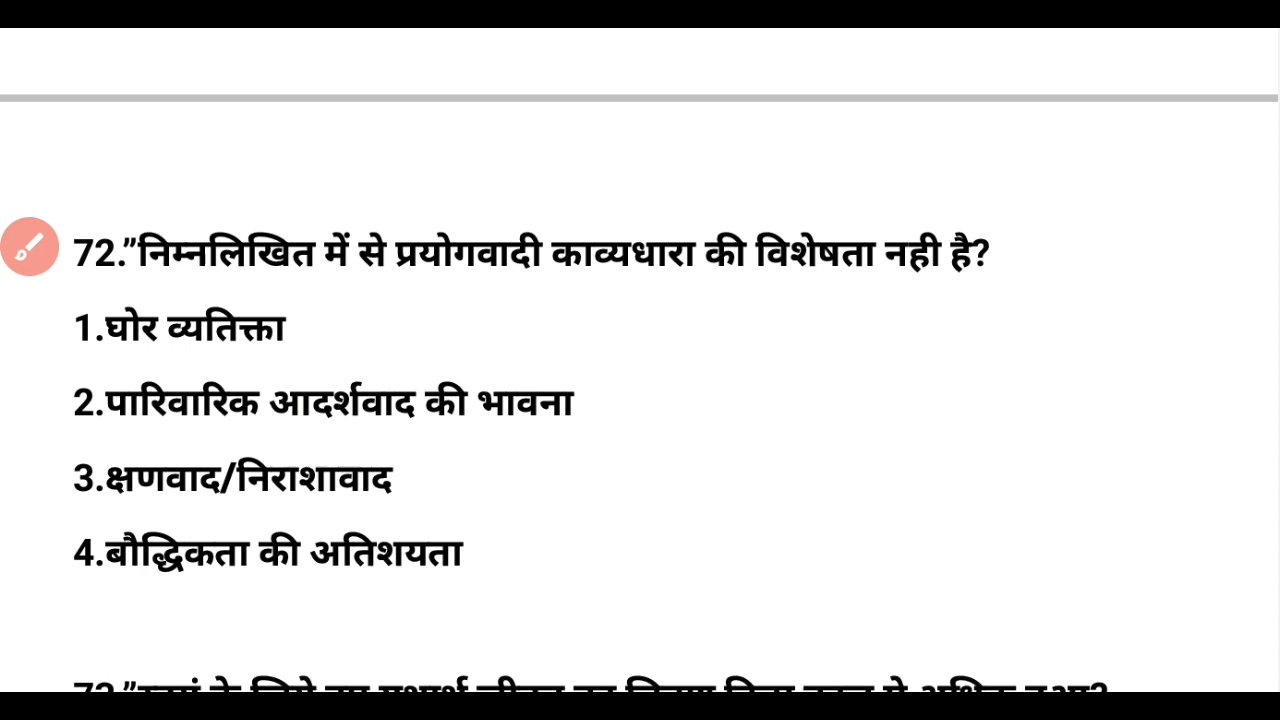 72.”निम्नलिखित में से प्रयोगवादी काव्यधारा की विशेषता नही है?
1.घोर व्यतिक्ता
2.पारिवारिक आदर्शवाद की भावना
3.क्षणवाद/निराशावाद
4.बौद्धिकता की अतिशयता